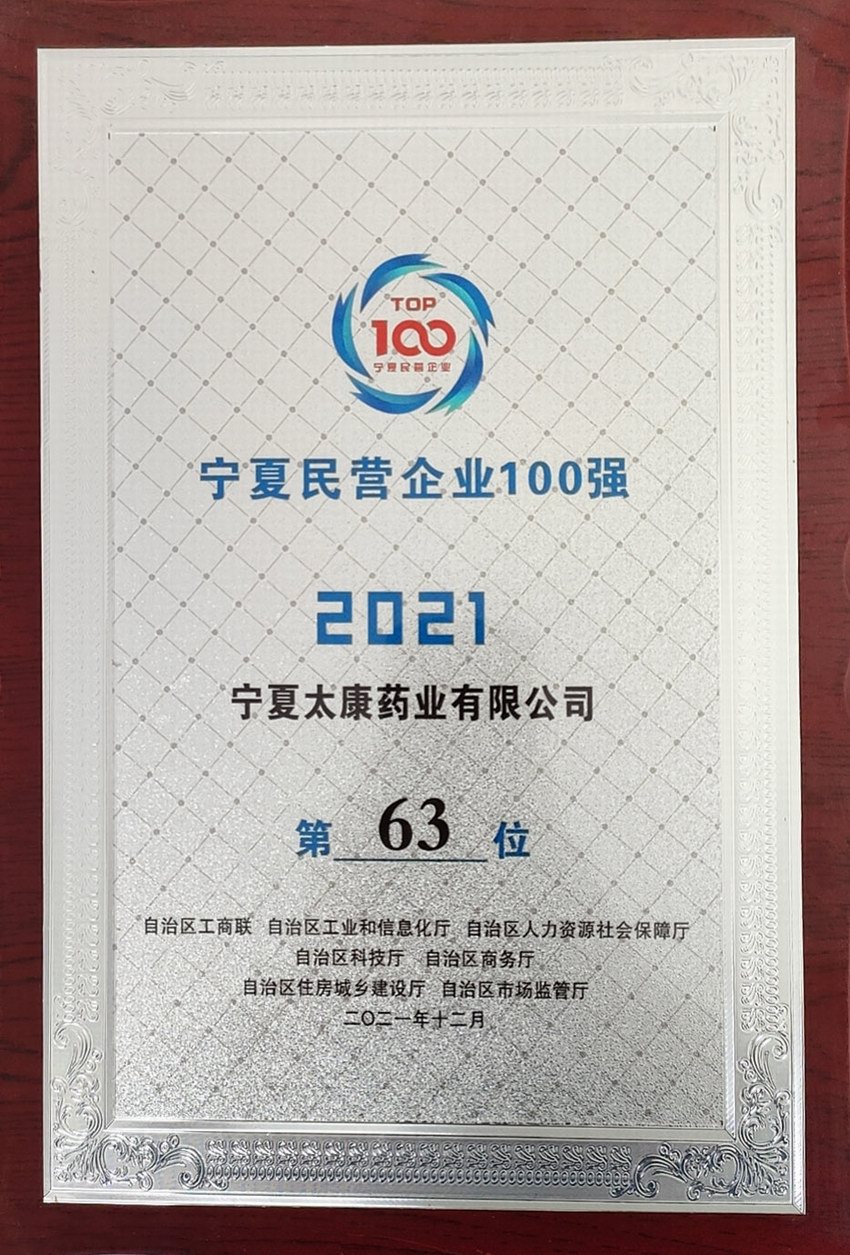 TOP
100
宁夏民营企业
宁夏民营企业100强
2021
宁夏太康药业有限公司
第 63 位
自治区工商联 自治区工业和信息化厅 自治区人力资源社会保障厅
自治区科技厅 自治区商务厅
自治区住房城乡建设厅 自治区市场监管厅
二〇二一年十二月